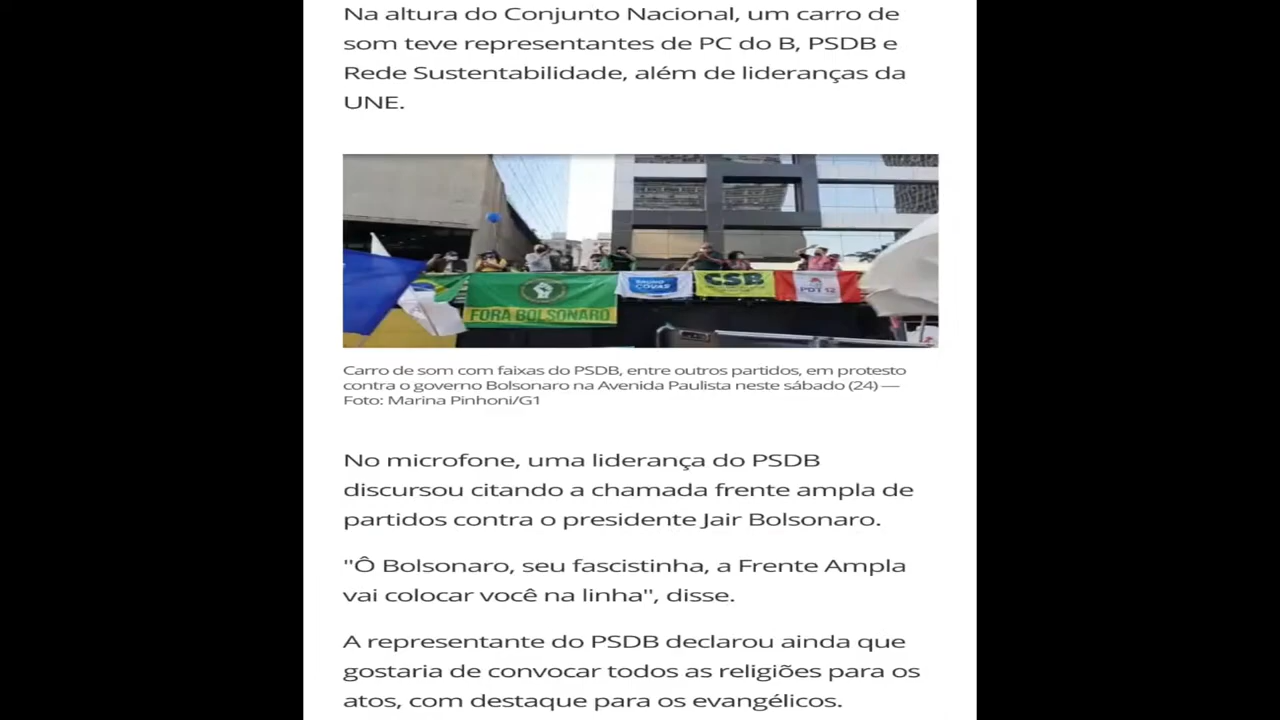 Na altura do Conjunto Nacional, um carro de
som teve representantes de PC do B, PSDB e
Rede Sustentabilidade, além de lideranças da
UNE.
FORA BOLSONARO
BRUNO
COVAS
CSB
PDT 12
Carro de som com faixas do PSDB, entre outros partidos, em protesto
contra o governo Bolsonaro na Avenida Paulista neste sábado (24) —
Foto: Marina Pinhoni/G1
No microfone, uma liderança do PSDB
discursou citando a chamada frente ampla de
partidos contra o presidente Jair Bolsonaro.
"Ô Bolsonaro, seu fascistinha, a Frente Ampla
vai colocar você na linha", disse.
A representante do PSDB declarou ainda que
gostaria de convocar todos as religiões para os
atos, com destaque para os evangélicos.